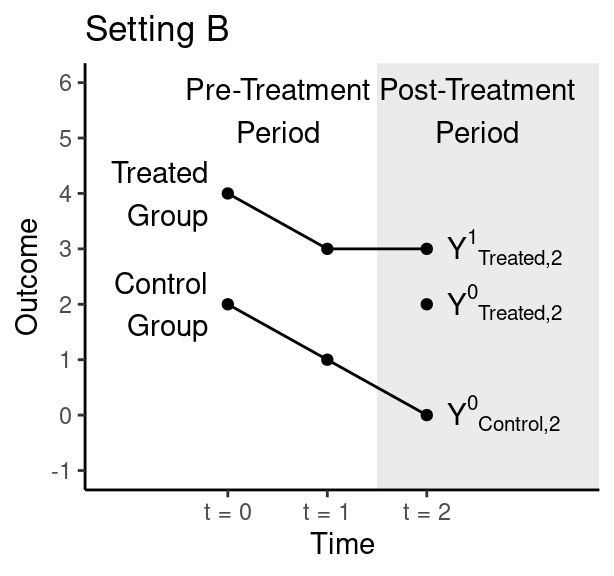 Setting B
Pre-Treatment Period
Post-Treatment Period
Treated Group
Control Group
Y¹Treated,2
Y⁰Treated,2
Y⁰Control,2
Outcome
6
5
4
3
2
1
0
-1
t = 0
t = 1
t = 2
Time